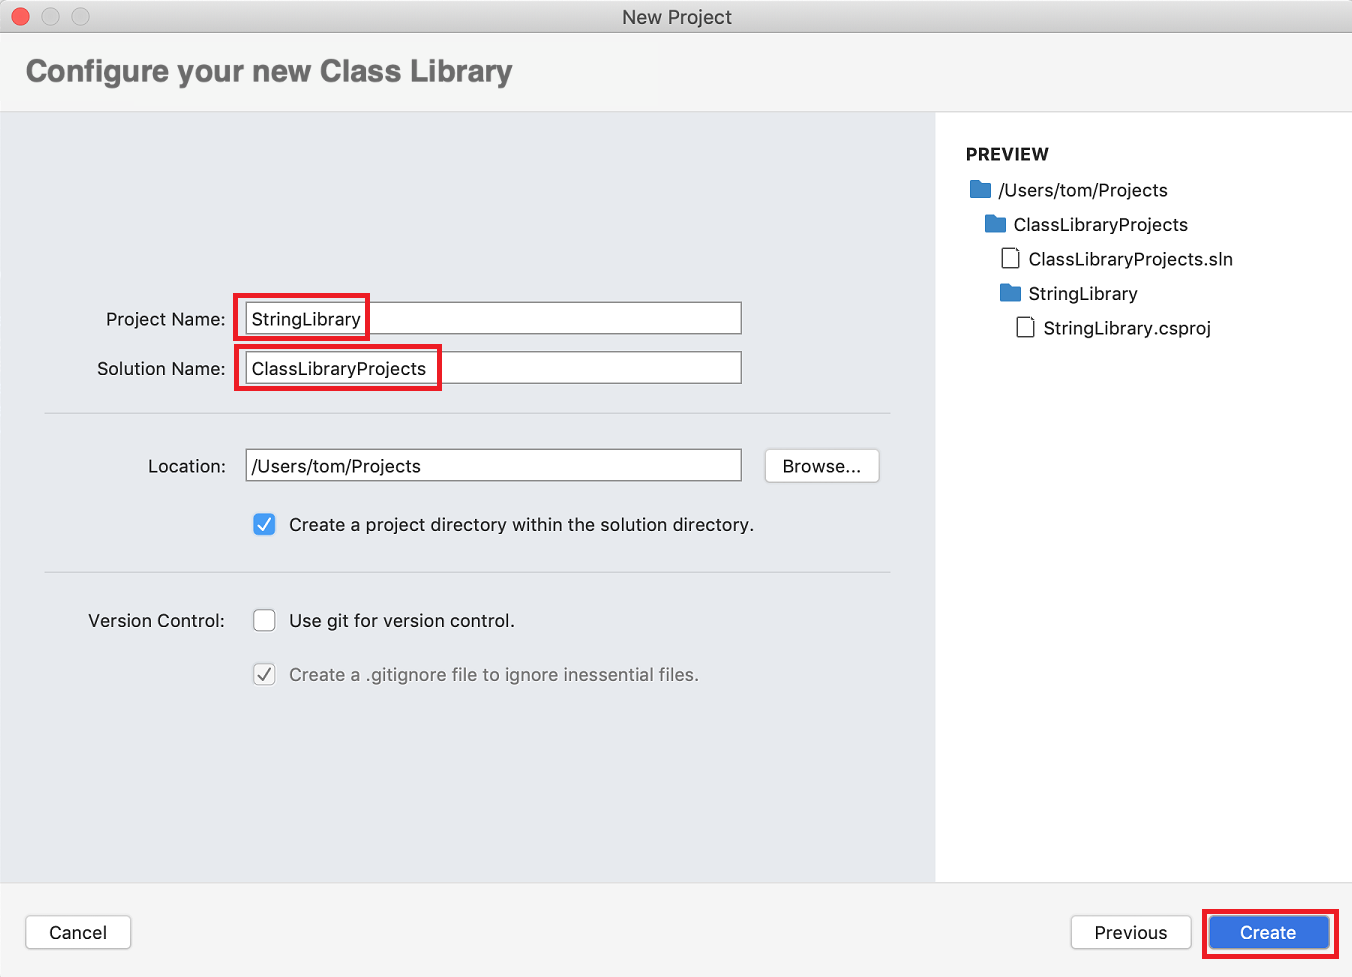 New Project
Configure your new Class Library
Project Name: StringLibrary
Solution Name: ClassLibraryProjects
Location: /Users/tom/Projects Browse...
Create a project directory within the solution directory.
Version Control: Use git for version control.
Create a .gitignore file to ignore inessential files.
PREVIEW
/Users/tom/Projects
ClassLibraryProjects
ClassLibraryProjects.sln
StringLibrary
StringLibrary.csproj
Cancel Previous Create